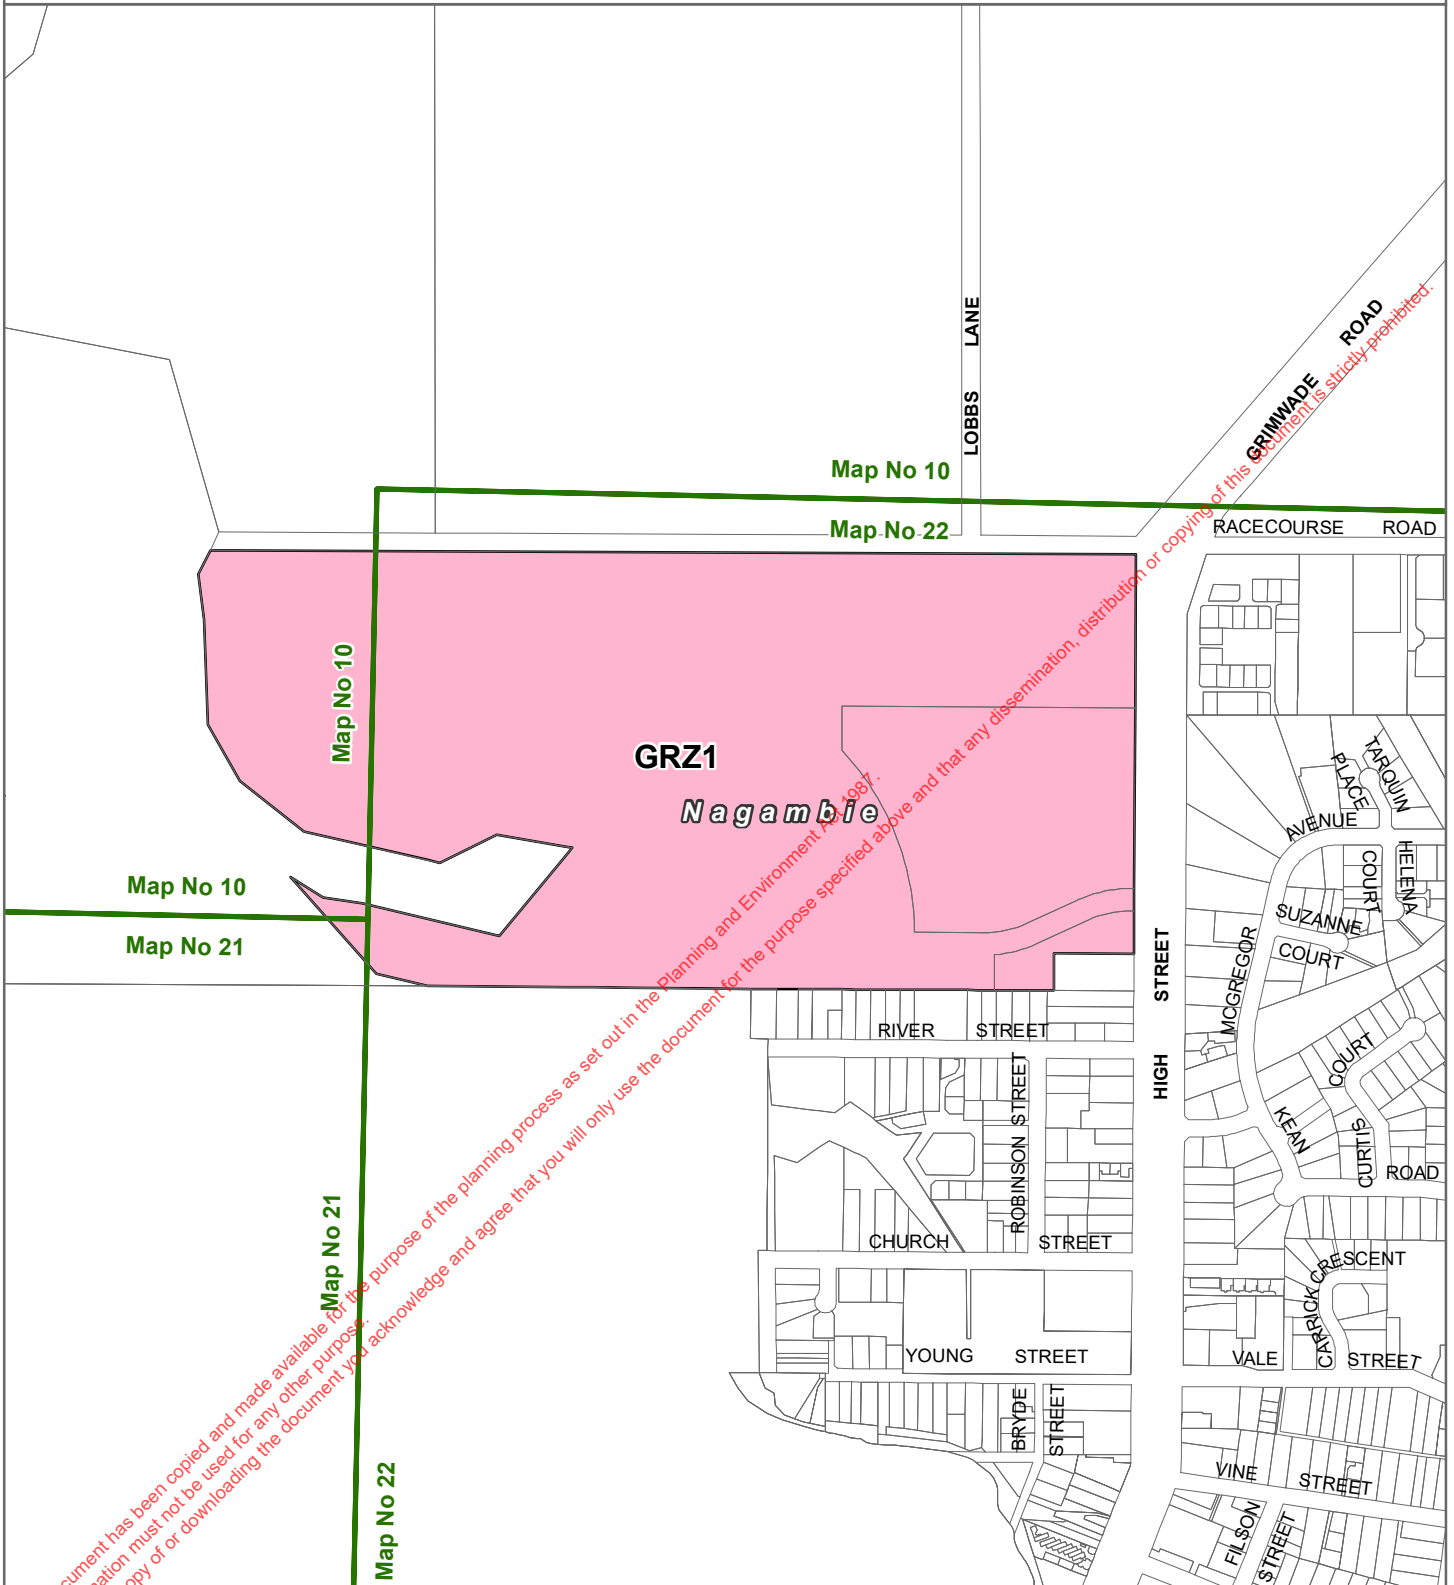 LOBBS LANE
GRIMWADE ROAD
Map No 10
Map No 22
RACECOURSE ROAD
Map No 10
GRZ1
Nagambie
TARQUIN
PLACE
AVENUE
HELENA
COURT
SUZANNE
COURT
MCGREGOR
Map No 10
Map No 21
HIGH STREET
RIVER STREET
ROBINSON STREET
COURT
KEAN
CURTIS
ROAD
CHURCH STREET
CRESCENT
CARRICK
Map No 21
YOUNG STREET
VALE STREET
BRYDE
STREET
VINE STREET
FILSON
STREET
Map No 22
cument has been copied and made available for the purpose of the planning process as set out in the Planning and Environment Act 1987.
ation must not be used for any other purpose.
opy of or downloading the document you acknowledge and agree that you will only use the document for the purpose specified above and that any dissemination, distribution or copying of this document is strictly prohibited.